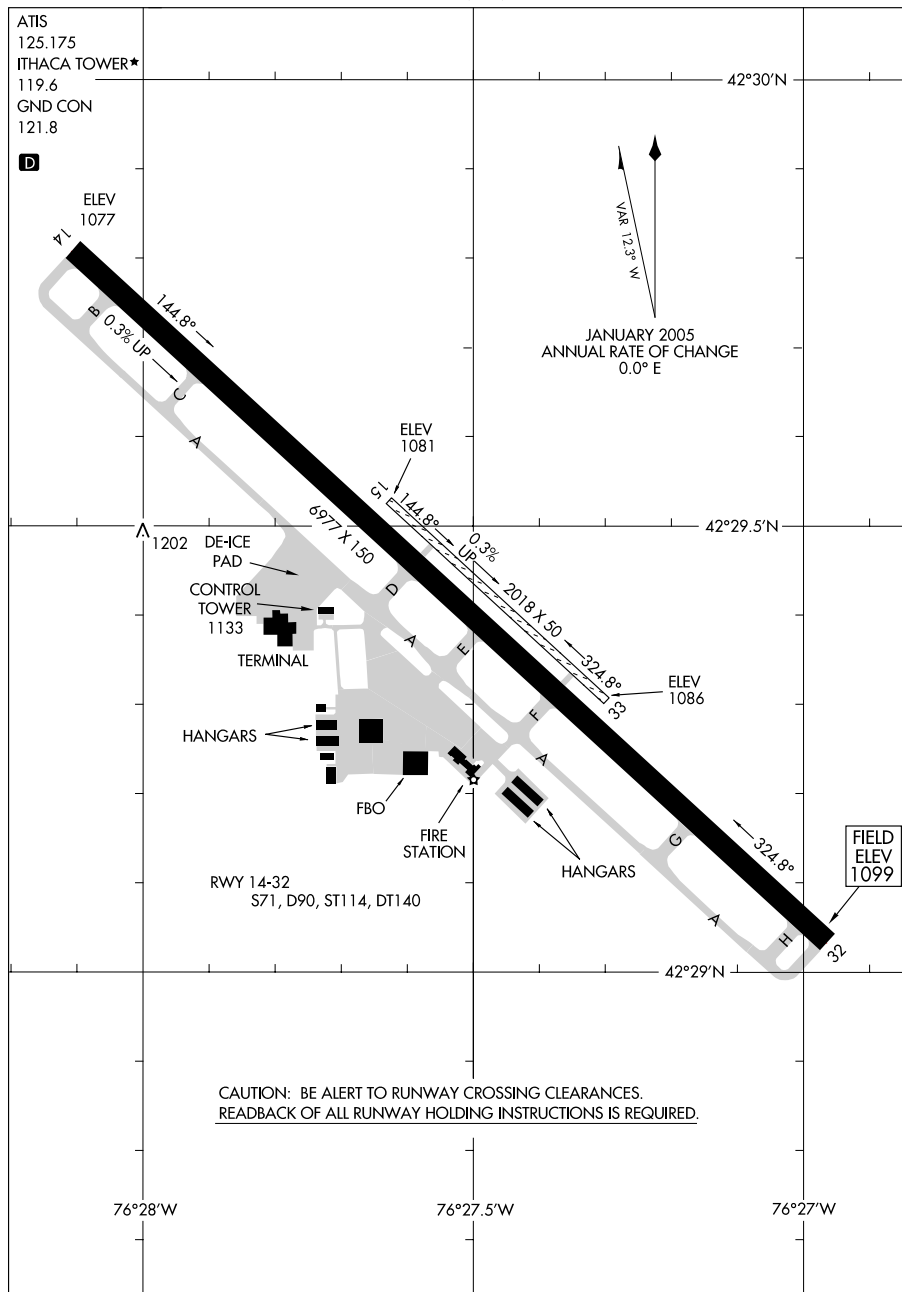 ATIS
125.175
ITHACA TOWER★
119.6
GND CON
121.8
D
42°30'N
ELEV
1077
14
VAR 12.3° W
JANUARY 2005
ANNUAL RATE OF CHANGE
0.0° E
144.8°
B
0.3% UP
C
A
ELEV
1081
15
144.8°
0.3%
UP
6977 X 150
42°29.5'N
1202
DE-ICE
PAD
2018 X 50
CONTROL
TOWER
1133
D
A
E
TERMINAL
324.8°
ELEV
1086
33
F
HANGARS
A
FBO
FIRE
STATION
HANGARS
G
324.8°
FIELD
ELEV
1099
RWY 14-32
S71, D90, ST114, DT140
A
H
32
42°29'N
CAUTION: BE ALERT TO RUNWAY CROSSING CLEARANCES.
READBACK OF ALL RUNWAY HOLDING INSTRUCTIONS IS REQUIRED.
76°28'W
76°27.5'W
76°27'W